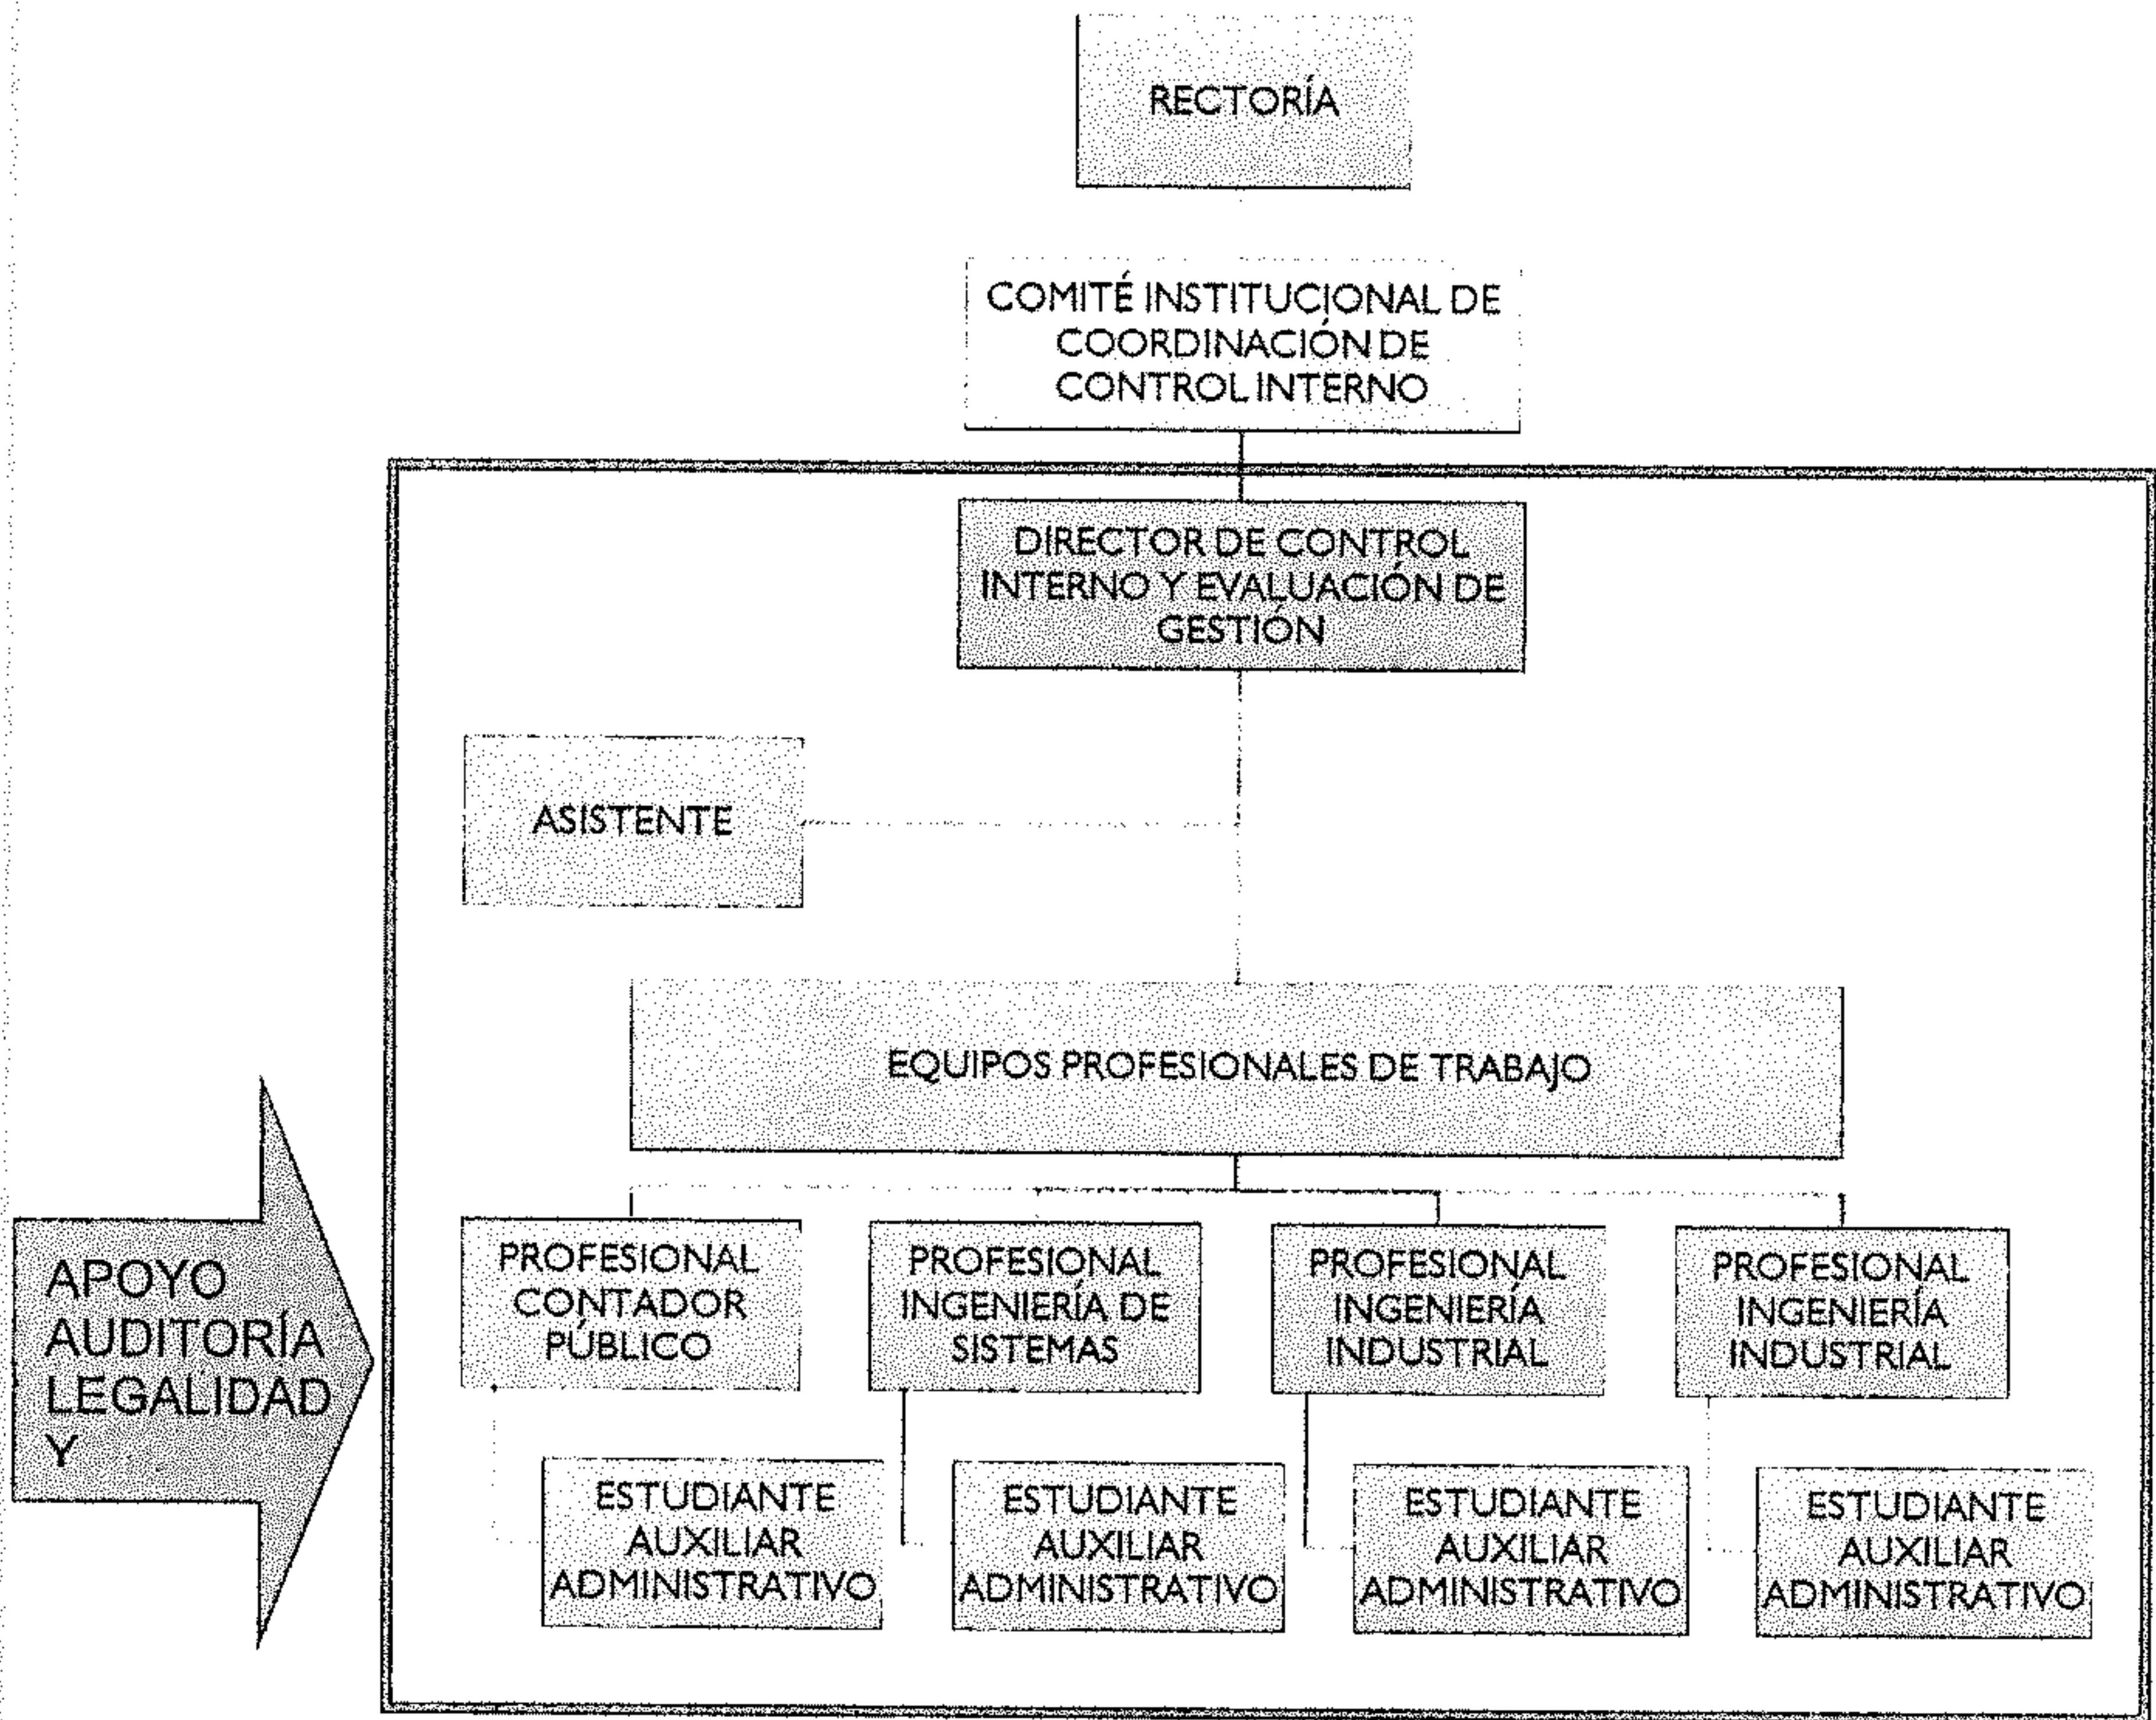 RECTORÍA
COMITÉ INSTITUCIONAL DE
COORDINACIÓN DE
CONTROL INTERNO
DIRECTOR DE CONTROL
INTERNO Y EVALUACIÓN DE
GESTIÓN
ASISTENTE
EQUIPOS PROFESIONALES DE TRABAJO
APOYO
AUDITORÍA
LEGALIDAD
Y
PROFESIONAL
CONTADOR
PÚBLICO
PROFESIONAL
INGENIERÍA DE
SISTEMAS
PROFESIONAL
INGENIERÍA
INDUSTRIAL
PROFESIONAL
INGENIERÍA
INDUSTRIAL
ESTUDIANTE
AUXILIAR
ADMINISTRATIVO
ESTUDIANTE
AUXILIAR
ADMINISTRATIVO
ESTUDIANTE
AUXILIAR
ADMINISTRATIVO
ESTUDIANTE
AUXILIAR
ADMINISTRATIVO